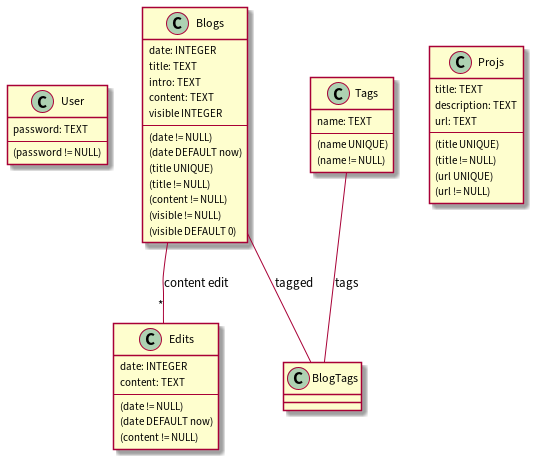 C User
password: TEXT
(password != NULL)
C Blogs
date: INTEGER
title: TEXT
intro: TEXT
content: TEXT
visible INTEGER
(date != NULL)
(date DEFAULT now)
(title UNIQUE)
(title != NULL)
(content != NULL)
(visible != NULL)
(visible DEFAULT 0)
C Tags
name: TEXT
(name UNIQUE)
(name != NULL)
C Projs
title: TEXT
description: TEXT
url: TEXT
(title UNIQUE)
(title != NULL)
(url UNIQUE)
(url != NULL)
content edit
*
tagged
tags
C Edits
date: INTEGER
content: TEXT
(date != NULL)
(date DEFAULT now)
(content != NULL)
C BlogTags